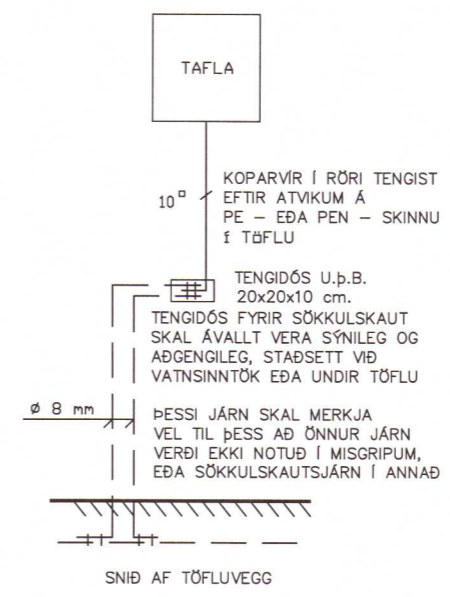 TAFLA
KOPARVÍR Í RÖRI TENGIST
10□ EFTIR ATVIKUM Á
PE – EÐA PEN – SKINNU
Í TÖFLU
TENGIDÓS U.Þ.B.
20x20x10 cm.
TENGIDÓS FYRIR SÖKKULSKAUT
SKAL ÁVALLT VERA SÝNILEG OG
AÐGENGILEG, STAÐSETT VIÐ
VATNSINNTÖK EÐA UNDIR TÖFLU
ø 8 mm
ÞESSI JÁRN SKAL MERKJA
VEL TIL ÞESS AÐ ÖNNUR JÁRN
VERÐI EKKI NOTUÐ Í MISGRIPUM,
EÐA SÖKKULSKAUTSJÁRN Í ANNAÐ
SNIÐ AF TÖFLUVEGG